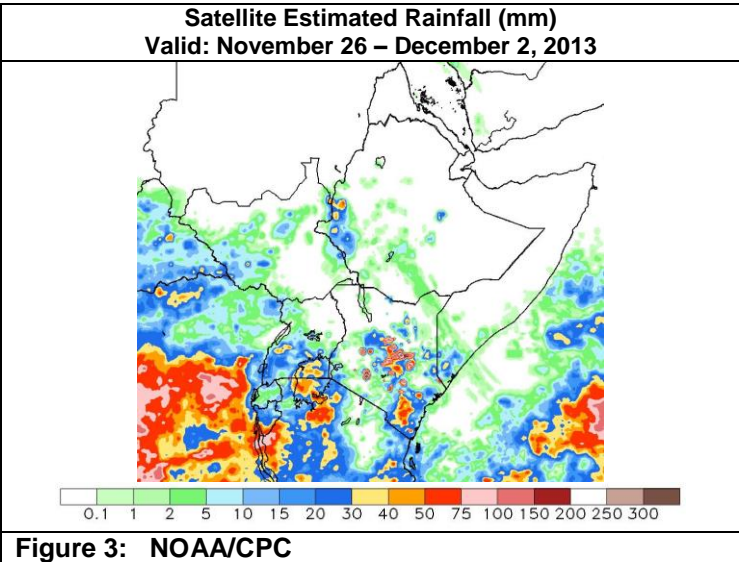 Satellite Estimated Rainfall (mm)
Valid: November 26 – December 2, 2013
0.1 1 2 5 10 15 20 30 40 50 75 100 150 200 250 300
Figure 3: NOAA/CPC